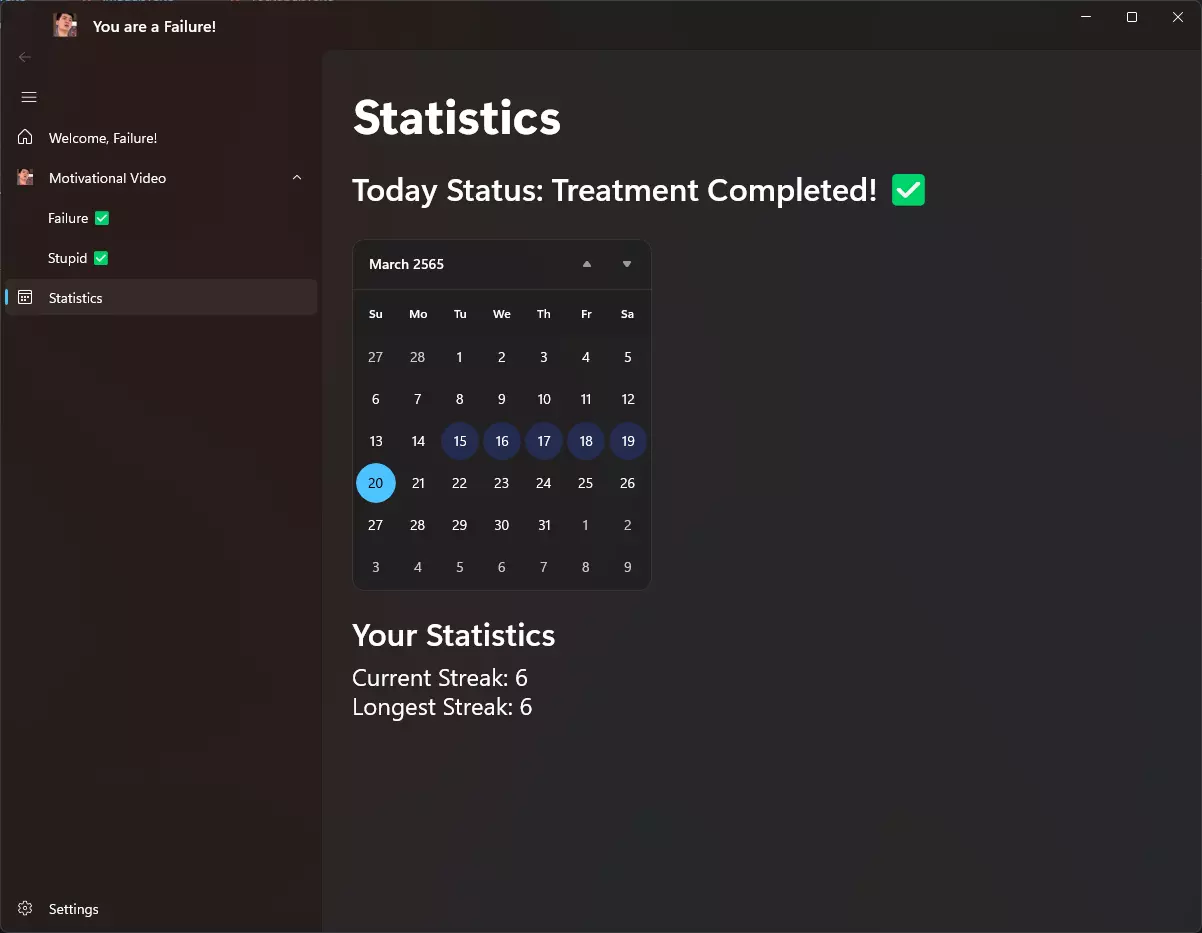 You are a Failure!
Welcome, Failure!
Motivational Video
Failure ✅
Stupid ✅
Statistics
Settings
Statistics
Today Status: Treatment Completed! ✅
March 2565
Su Mo Tu We Th Fr Sa
27 28 1 2 3 4 5
6 7 8 9 10 11 12
13 14 15 16 17 18 19
20 21 22 23 24 25 26
27 28 29 30 31 1 2
3 4 5 6 7 8 9
Your Statistics
Current Streak: 6
Longest Streak: 6